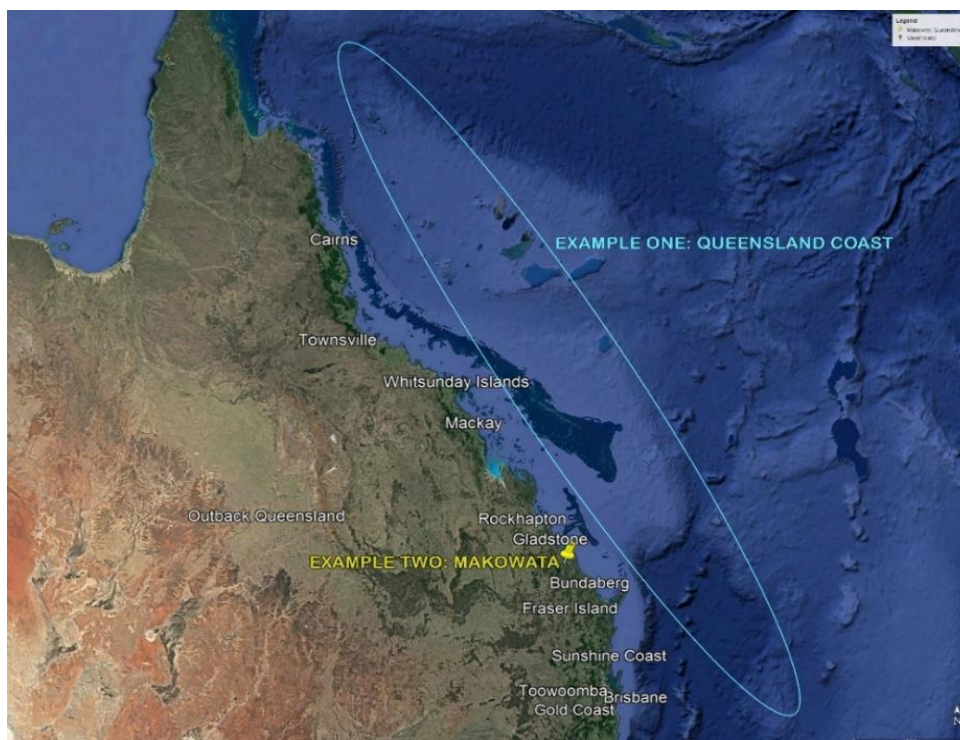 Legend
Cairns
EXAMPLE ONE: QUEENSLAND COAST
Townsville
Whitsunday Islands
Mackay
Outback Queensland
Rockhapton
Gladstone
EXAMPLE TWO: MAKOWATA
Bundaberg
Fraser Island
Sunshine Coast
Toowoomba
Brisbane
Gold Coast
N